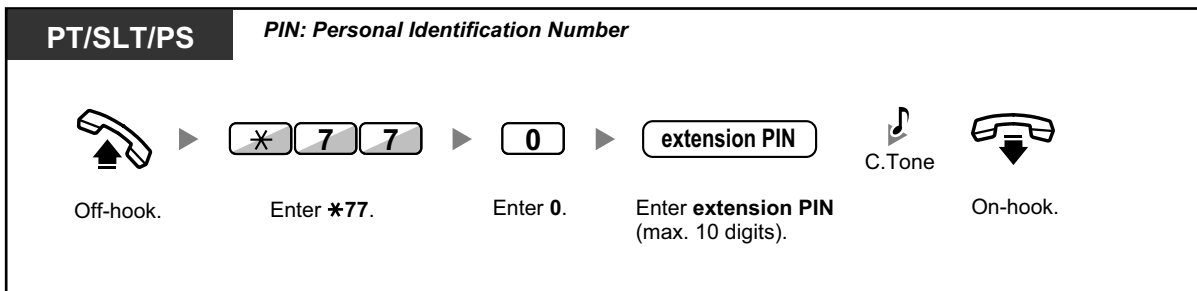 PT/SLT/PS
PIN: Personal Identification Number
* 7 7 0 extension PIN
C.Tone
Off-hook. Enter *77. Enter 0. Enter extension PIN On-hook.
(max. 10 digits).